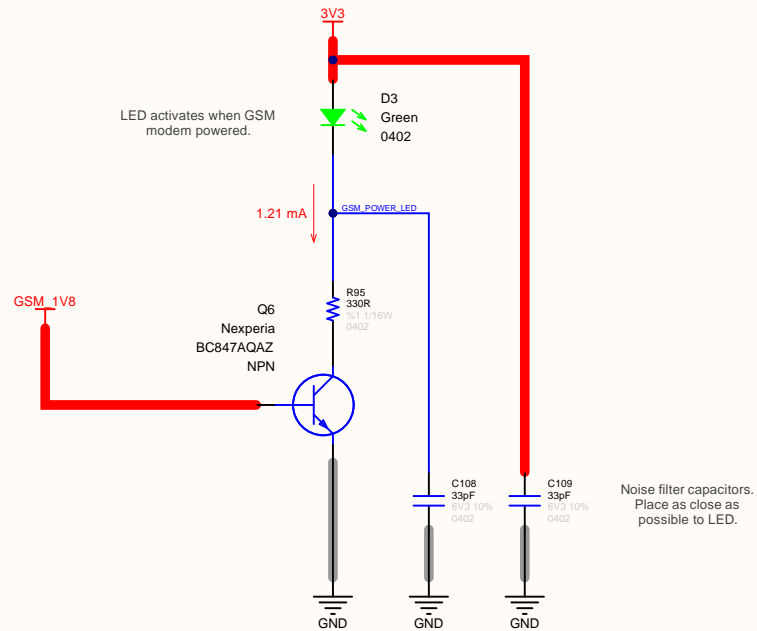 3V3
LED activates when GSM
modem powered.
D3
Green
0402
1.21 mA
GSM_POWER_LED
GSM_1V8
Q6
Nexperia
BC847AQAZ
NPN
R95
330R
%1 1/16W
0402
C108
33pF
6V3 10%
0402
C109
33pF
6V3 10%
0402
Noise filter capacitors.
Place as close as
possible to LED.
GND
GND
GND